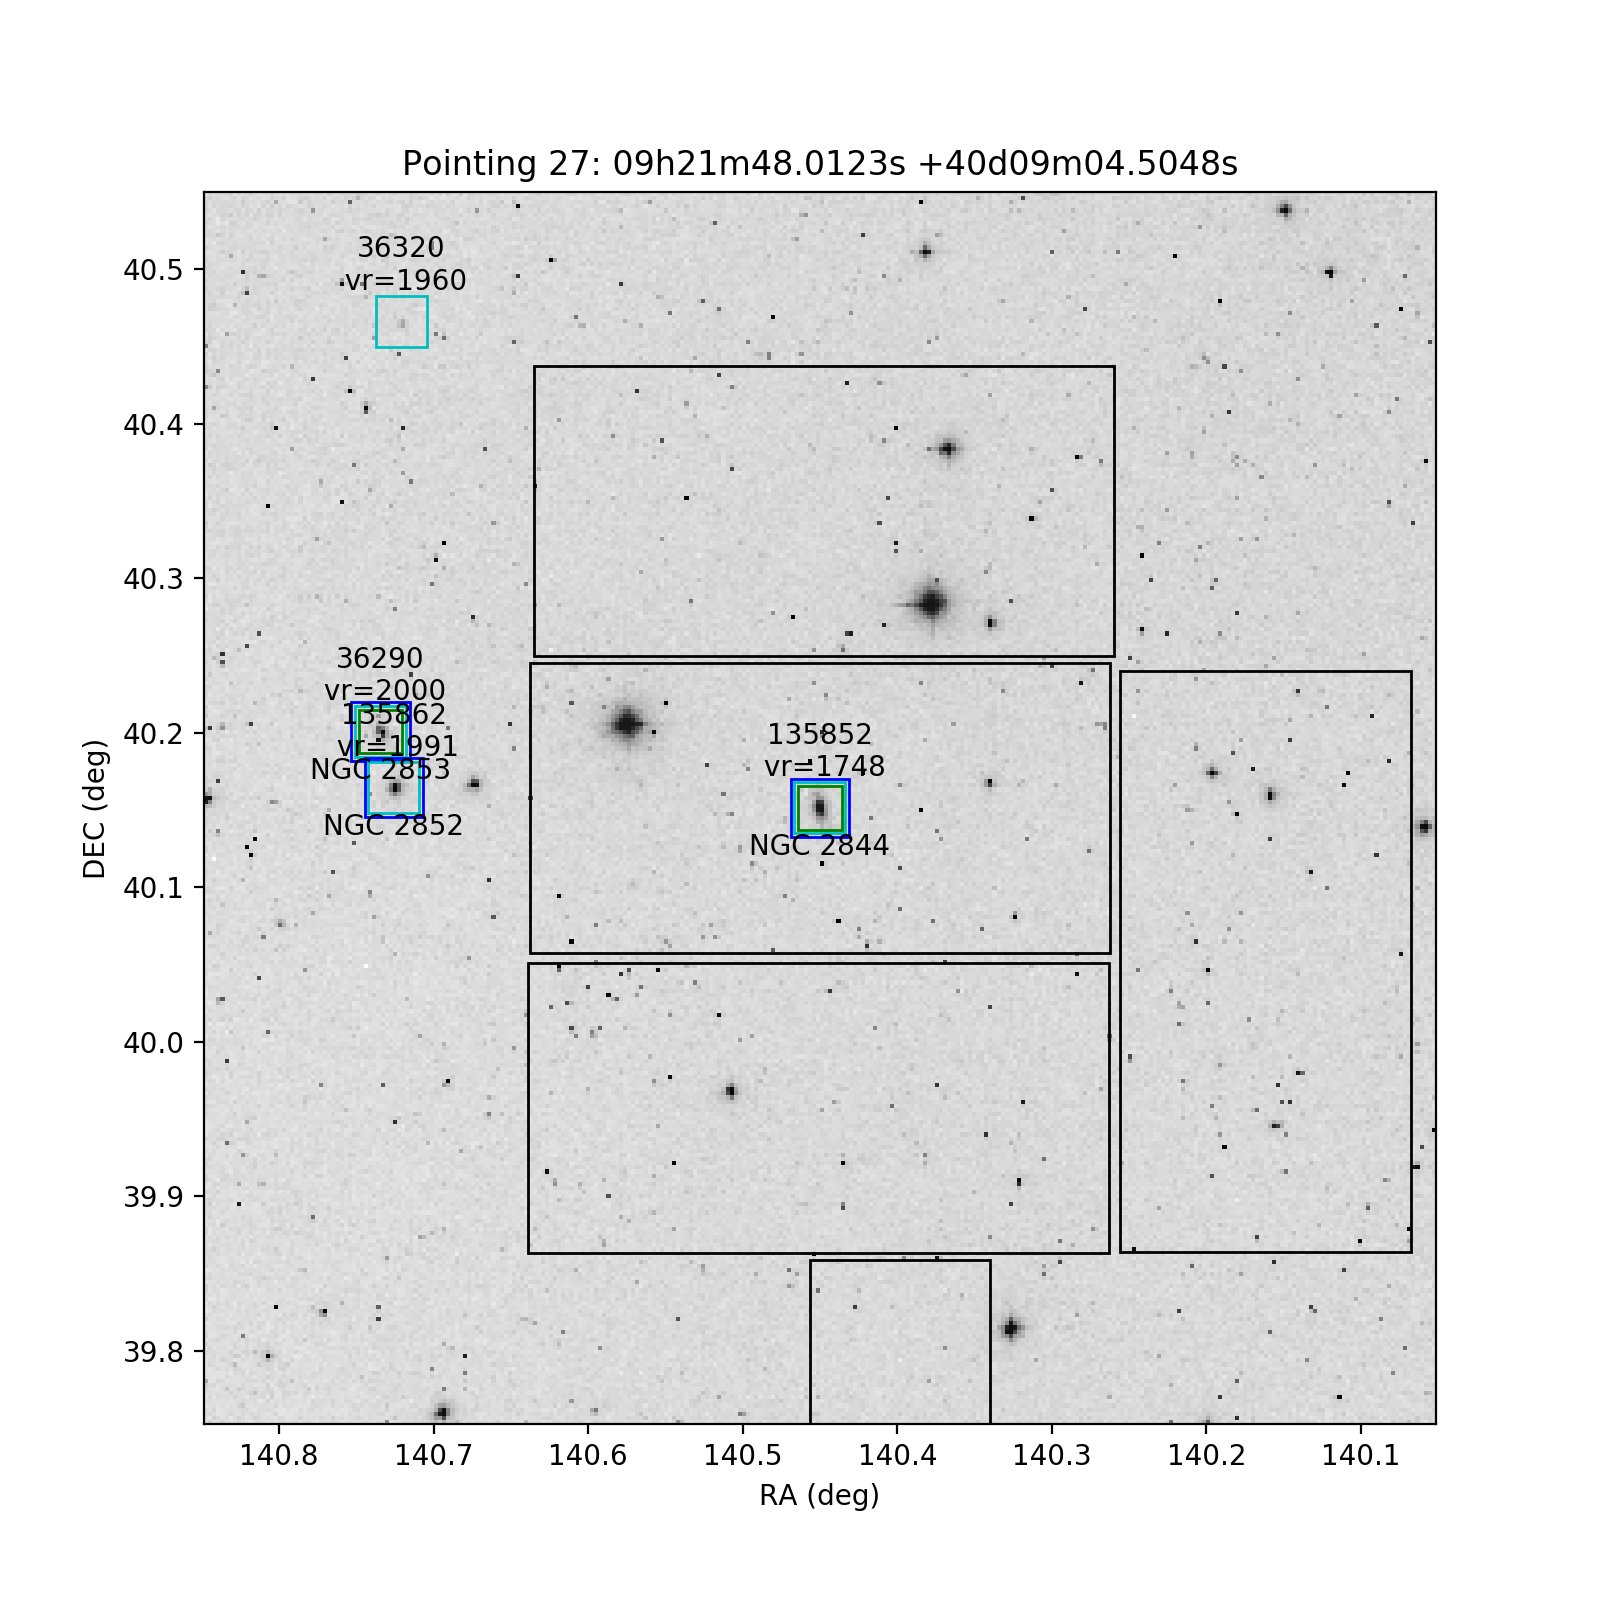 Pointing 27: 09h21m48.0123s +40d09m04.5048s
36320
vr=1960
36290
vr=2000
135862
vr=1991
NGC 2853
NGC 2852
135852
vr=1748
NGC 2844
40.5
40.4
40.3
40.2
40.1
40.0
39.9
39.8
DEC (deg)
140.8 140.7 140.6 140.5 140.4 140.3 140.2 140.1
RA (deg)